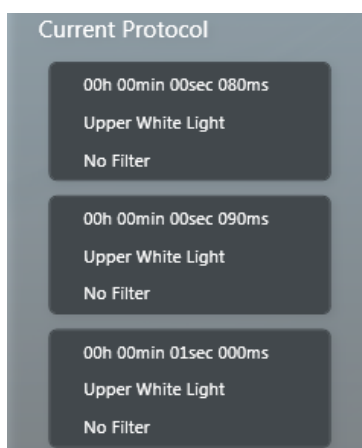 Current Protocol
00h 00min 00sec 080ms
Upper White Light
No Filter
00h 00min 00sec 090ms
Upper White Light
No Filter
00h 00min 01sec 000ms
Upper White Light
No Filter